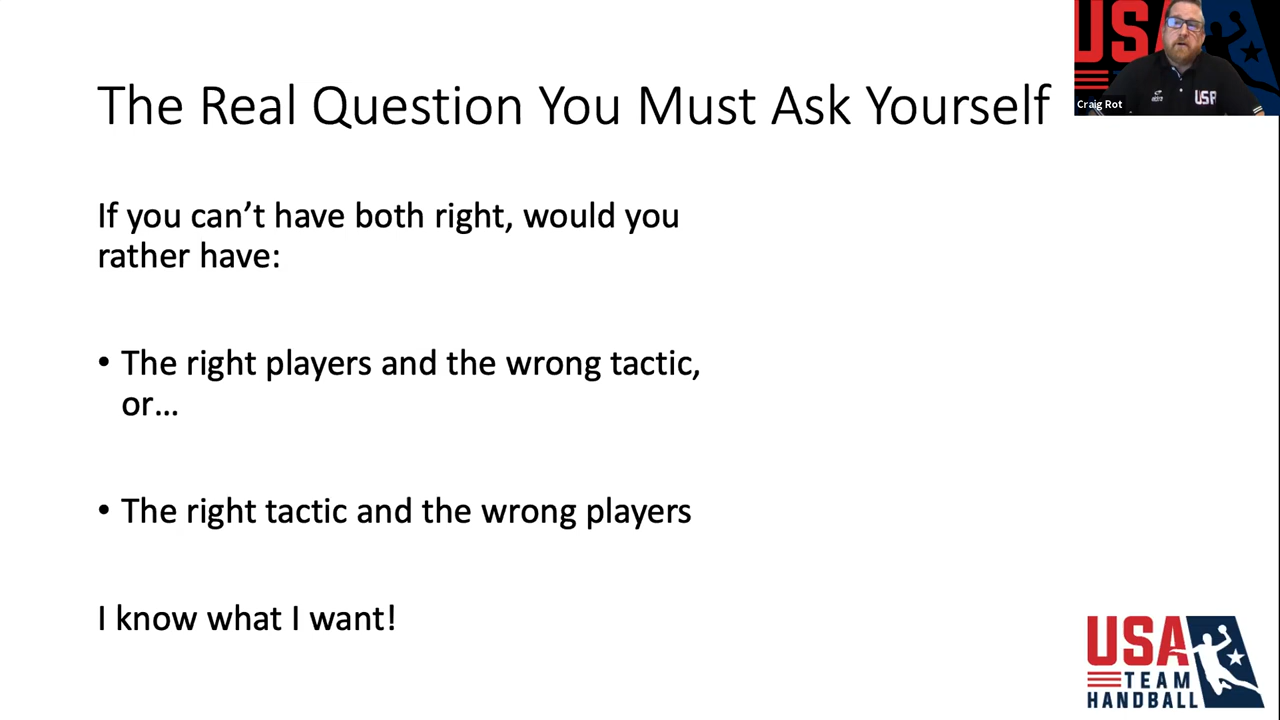 The Real Question You Must Ask Yourself
If you can’t have both right, would you
rather have:
• The right players and the wrong tactic,
or…
• The right tactic and the wrong players
I know what I want!
USA
USA
Craig Rot
USA
TEAM
HANDBALL